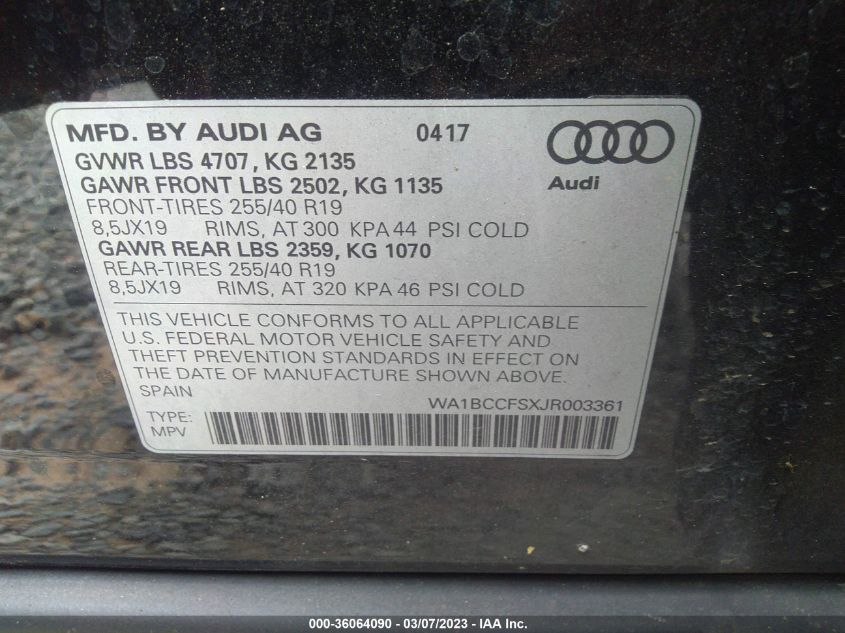 MFD. BY AUDI AG 0417
GVWR LBS 4707, KG 2135
GAWR FRONT LBS 2502, KG 1135
Audi
FRONT-TIRES 255/40 R19
8,5JX19 RIMS, AT 300 KPA 44 PSI COLD
GAWR REAR LBS 2359, KG 1070
REAR-TIRES 255/40 R19
8,5JX19 RIMS, AT 320 KPA 46 PSI COLD
THIS VEHICLE CONFORMS TO ALL APPLICABLE
U.S. FEDERAL MOTOR VEHICLE SAFETY AND
THEFT PREVENTION STANDARDS IN EFFECT ON
THE DATE OF MANUFACTURE SHOWN ABOVE.
SPAIN
WA1BCCFSXJR003361
TYPE:
MPV
000-36064090 - 03/07/2023 - IAA Inc.